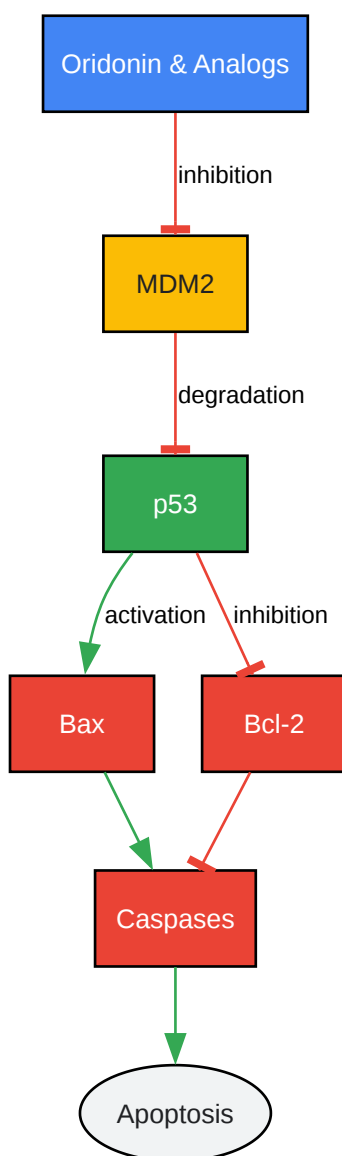 Oridonin & Analogs
inhibition
MDM2
degradation
p53
activation
inhibition
Bax
Bcl-2
Caspases
Apoptosis